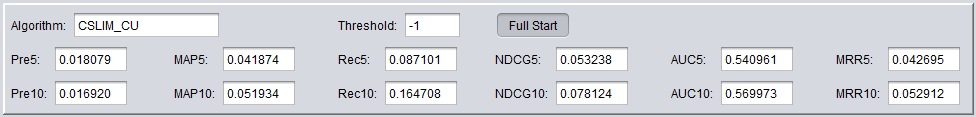 Algorithm: CSLIM_CU Threshold: -1 Full Start
Pre5: 0.018079 MAP5: 0.041874 Rec5: 0.087101 NDCG5: 0.053238 AUC5: 0.540961 MRR5: 0.042695
Pre10: 0.016920 MAP10: 0.051934 Rec10: 0.164708 NDCG10: 0.078124 AUC10: 0.569973 MRR10: 0.052912